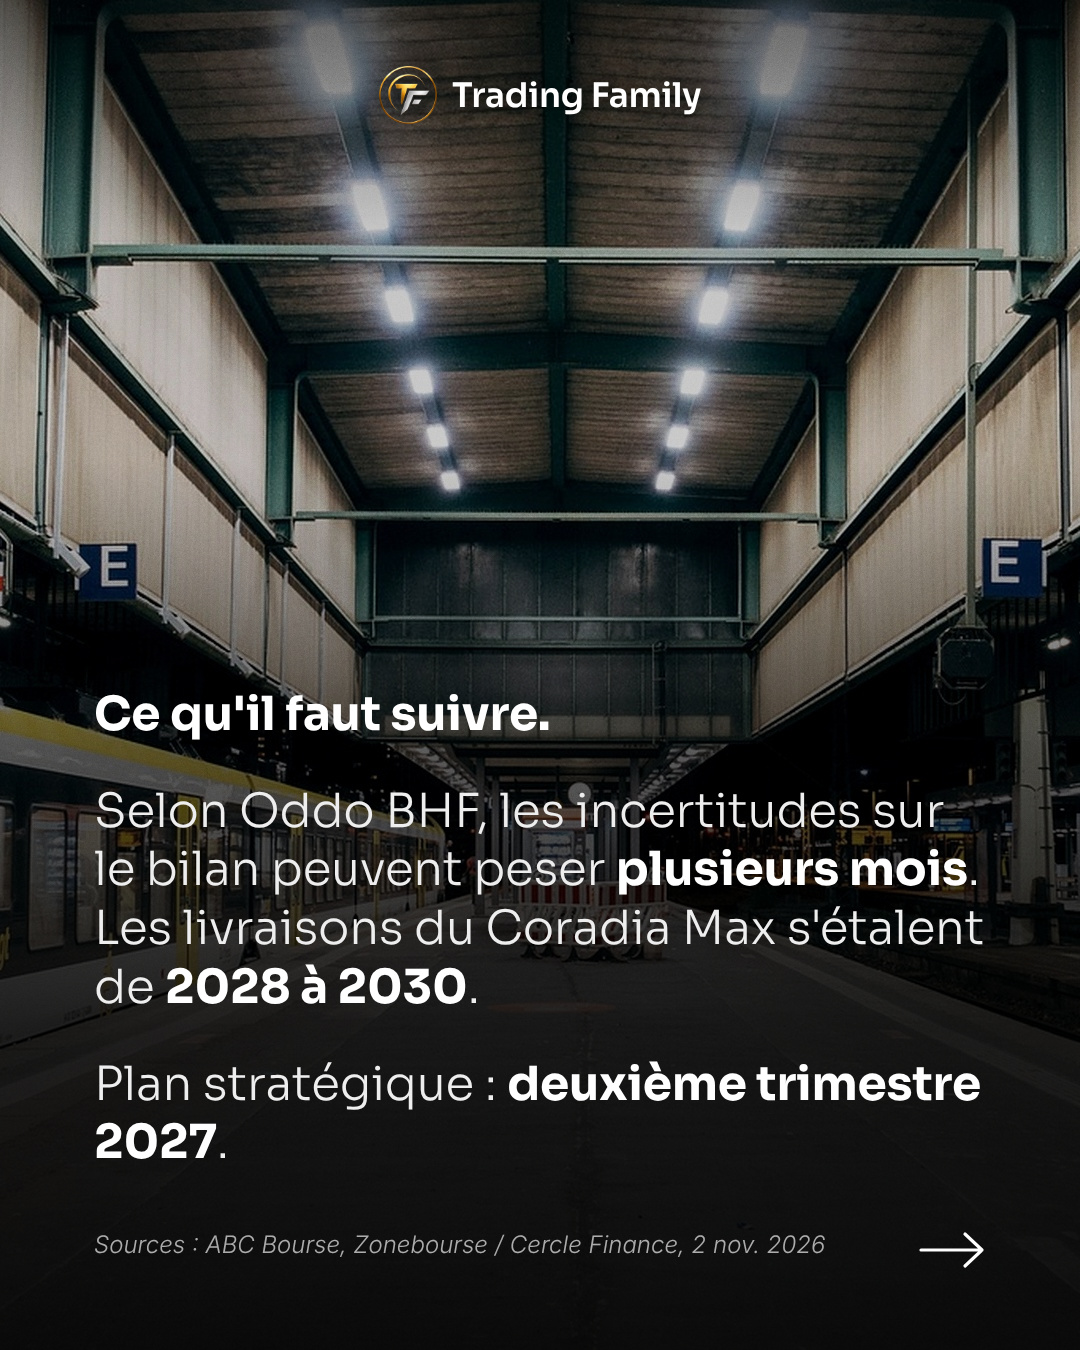 TF Trading Family
E
E
Ce qu'il faut suivre.
Selon Oddo BHF, les incertitudes sur
le bilan peuvent peser plusieurs mois.
Les livraisons du Coradia Max s'étalent
de 2028 à 2030.
Plan stratégique : deuxième trimestre
2027.
Sources : ABC Bourse, Zonebourse / Cercle Finance, 2 nov. 2026